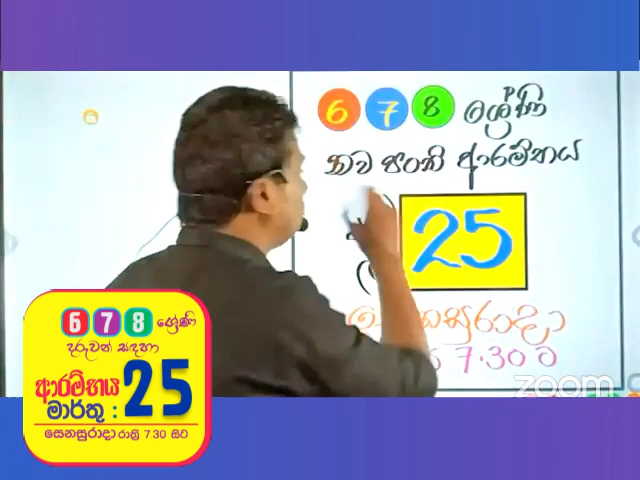 6 7 8 ශ්‍රේණි
නව පංති ආරම්භය
25
සුරාදා
7.30 ට
zoom
6 7 8 ශ්‍රේණි
දරුවන් සඳහා
ආරම්භය
මාර්තු : 25
සෙනසුරාදා රාත්‍රි 7.30 සිට